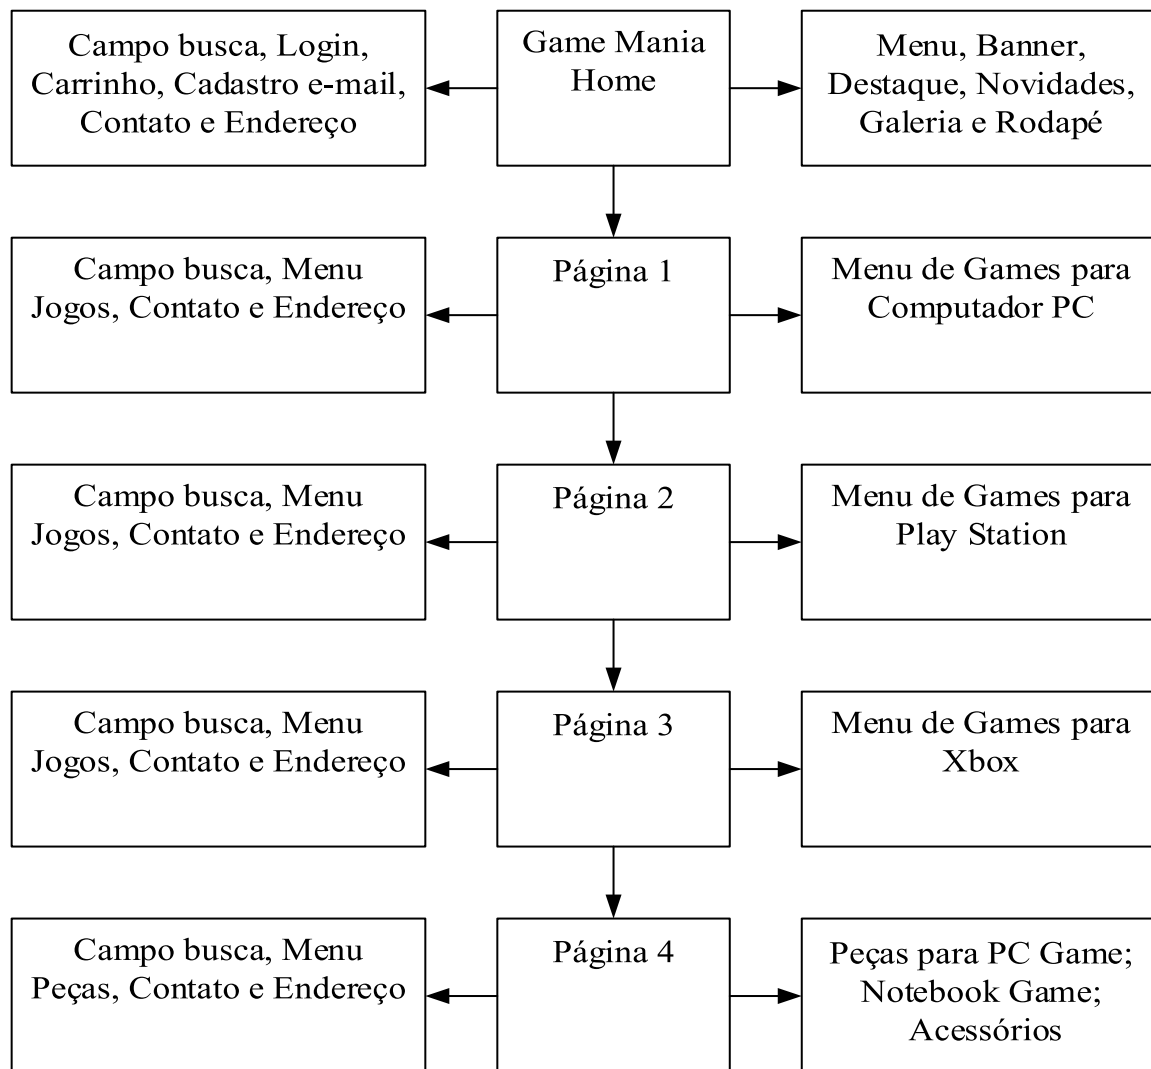 Campo busca, Login,
Carrinho, Cadastro e-mail,
Contato e Endereço
Game Mania
Home
Menu, Banner,
Destaque, Novidades,
Galeria e Rodapé
Campo busca, Menu
Jogos, Contato e Endereço
Página 1
Menu de Games para
Computador PC
Campo busca, Menu
Jogos, Contato e Endereço
Página 2
Menu de Games para
Play Station
Campo busca, Menu
Jogos, Contato e Endereço
Página 3
Menu de Games para
Xbox
Campo busca, Menu
Peças, Contato e Endereço
Página 4
Peças para PC Game;
Notebook Game;
Acessórios